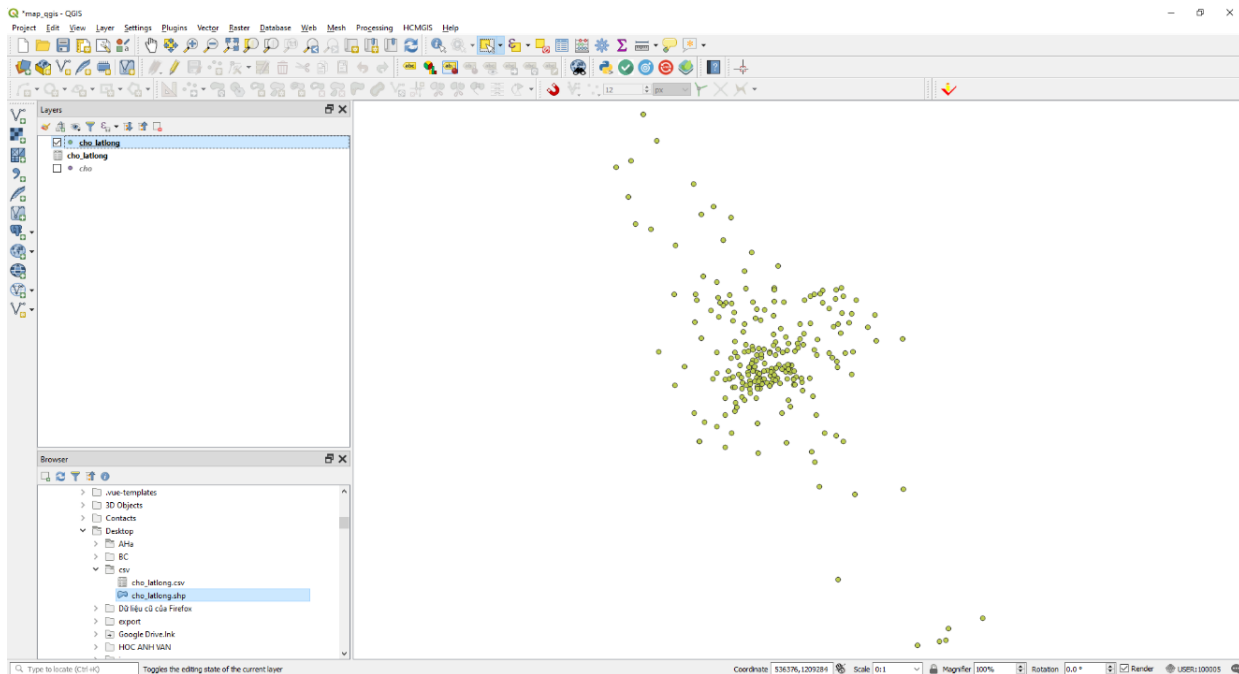 *map_qgis - QGIS
Project Edit View Layer Settings Plugins Vector Raster Database Web Mesh Processing HCMGIS Help
12 px
Layers
cho_latlong
cho_latlong
cho
Browser
.vue-templates
3D Objects
Contacts
Desktop
AHa
BC
csv
cho_latlong.csv
cho_latlong.shp
Dữ liệu cũ của Firefox
export
Google Drive.lnk
HOC ANH VAN
Type to locate (Ctrl+K) Toggles the editing state of the current layer Coordinate 536376,1209284 Scale 0:1 Magnifier 100% Rotation 0.0 ° Render USER:100005